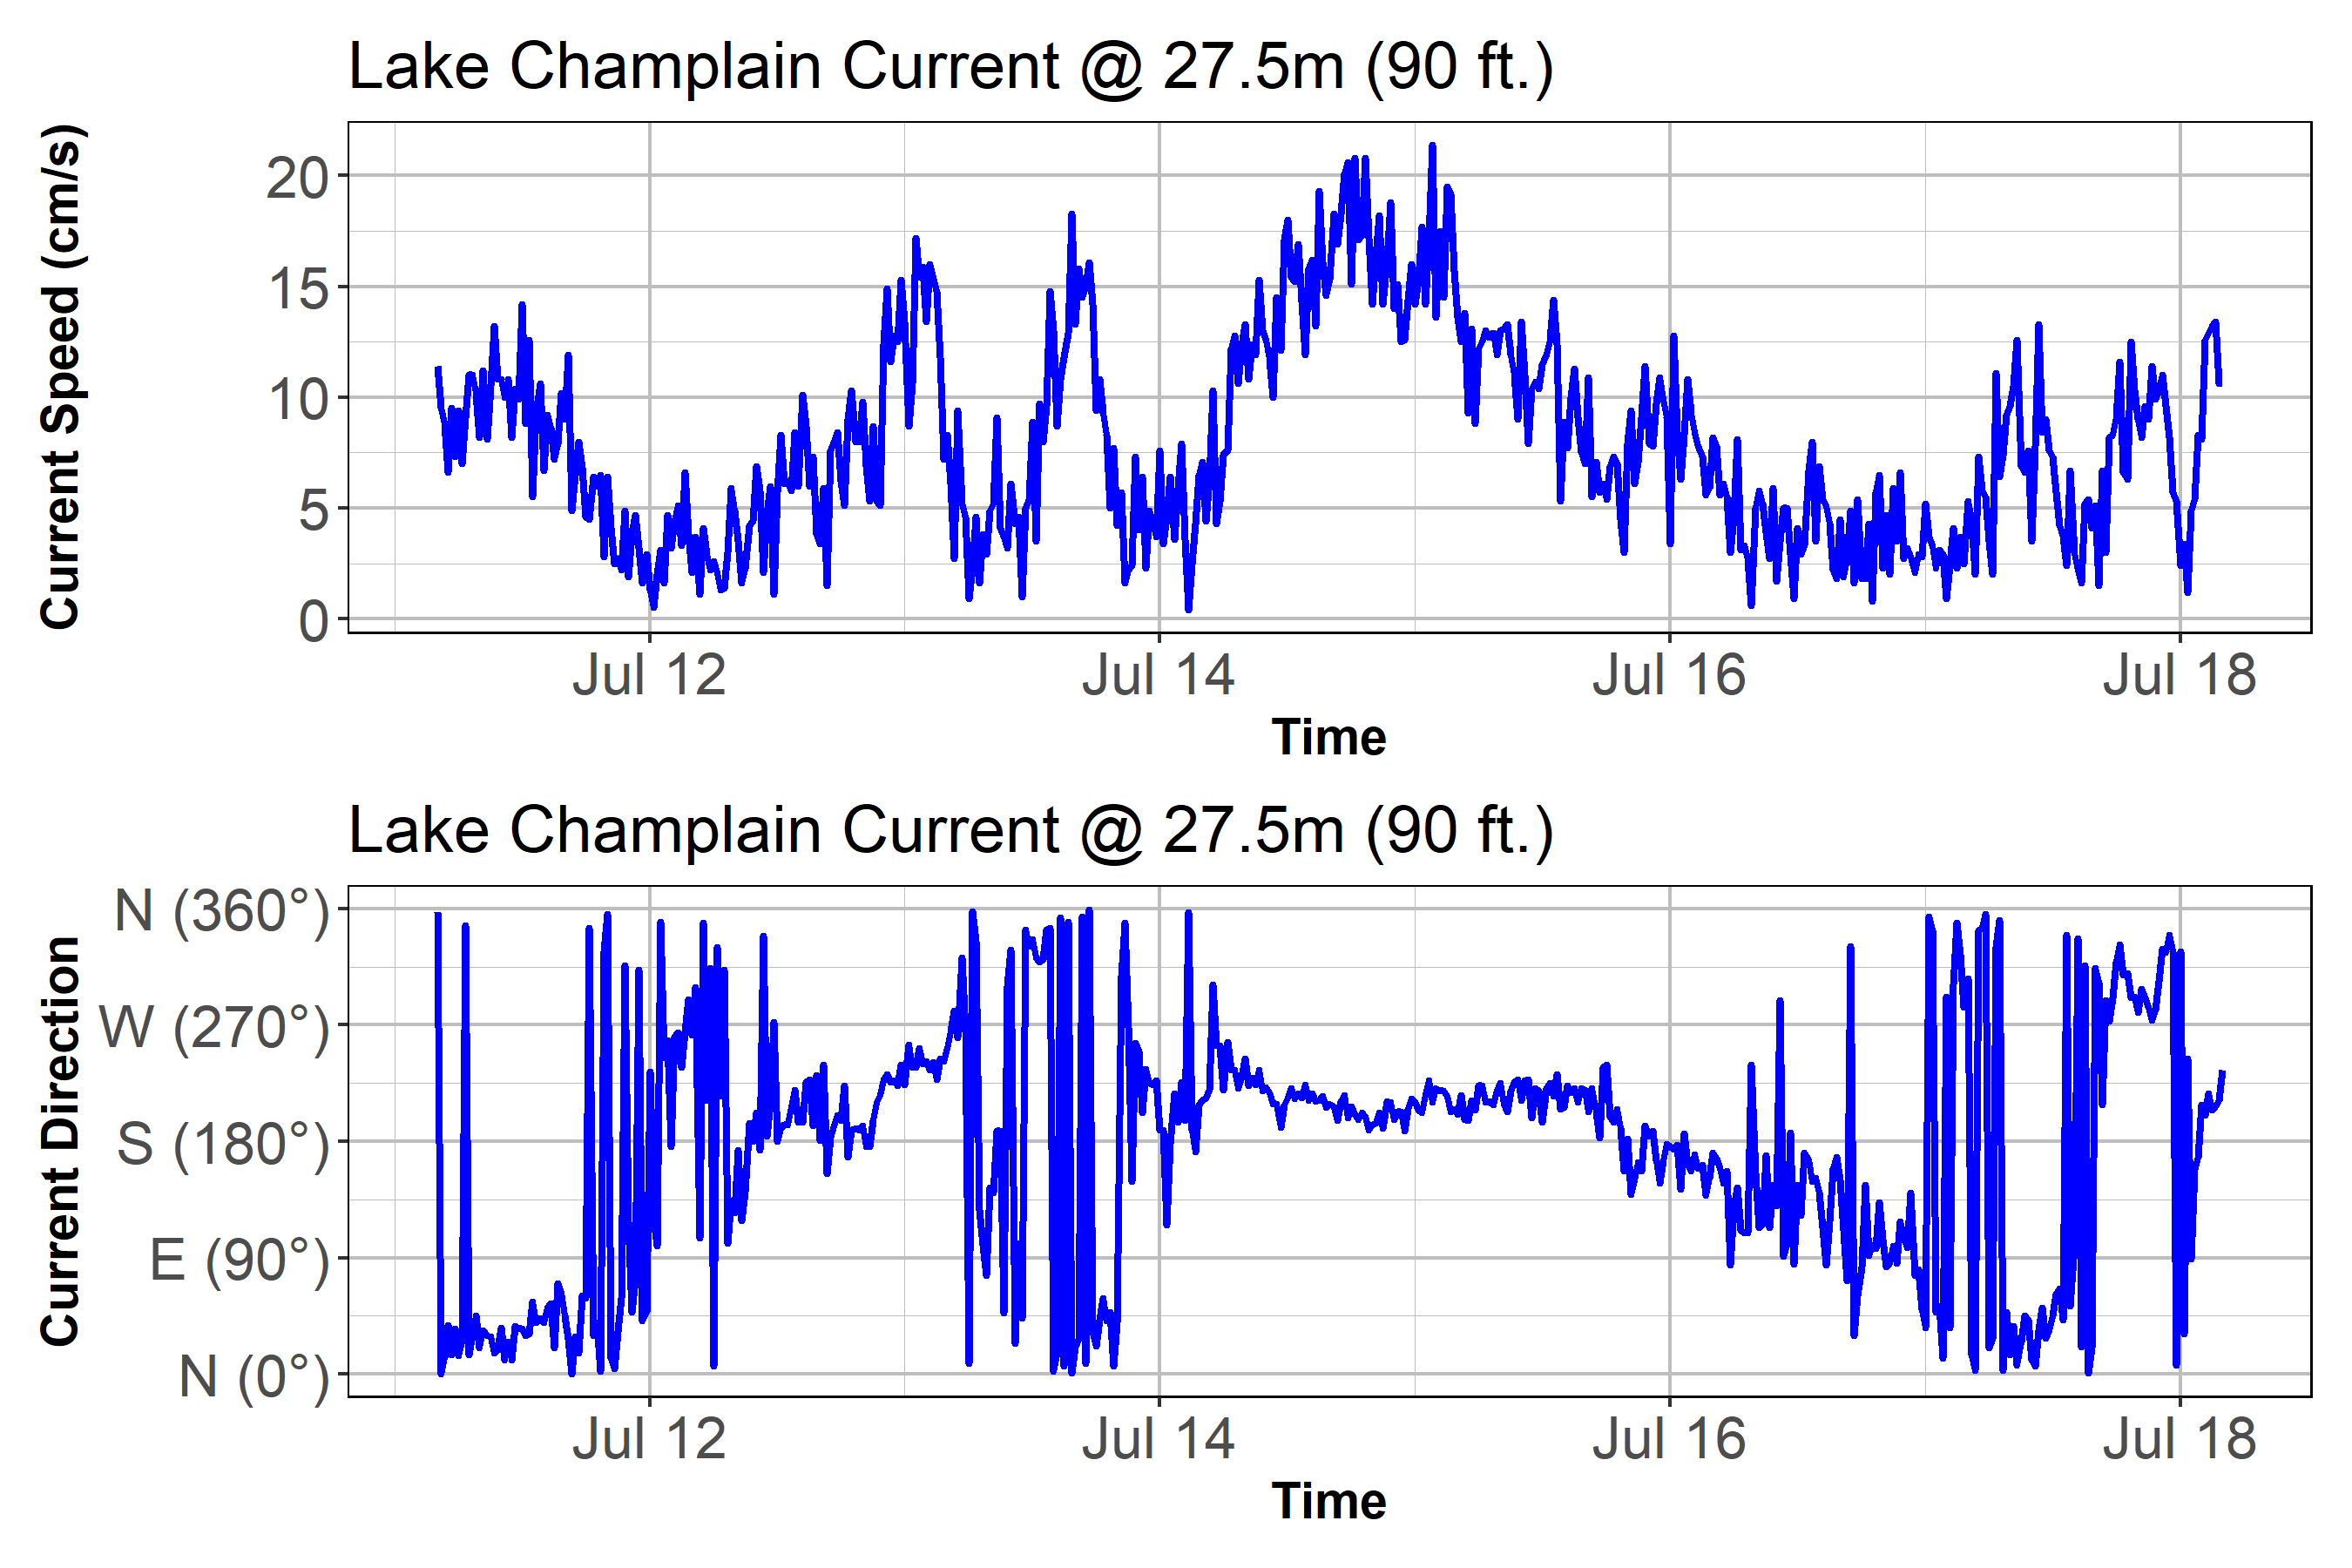 Lake Champlain Current @ 27.5m (90 ft.)
Current Speed (cm/s)
20
15
10
5
0
Jul 12 Jul 14 Jul 16 Jul 18
Time
Lake Champlain Current @ 27.5m (90 ft.)
Current Direction
N (360°)
W (270°)
S (180°)
E (90°)
N (0°)
Jul 12 Jul 14 Jul 16 Jul 18
Time